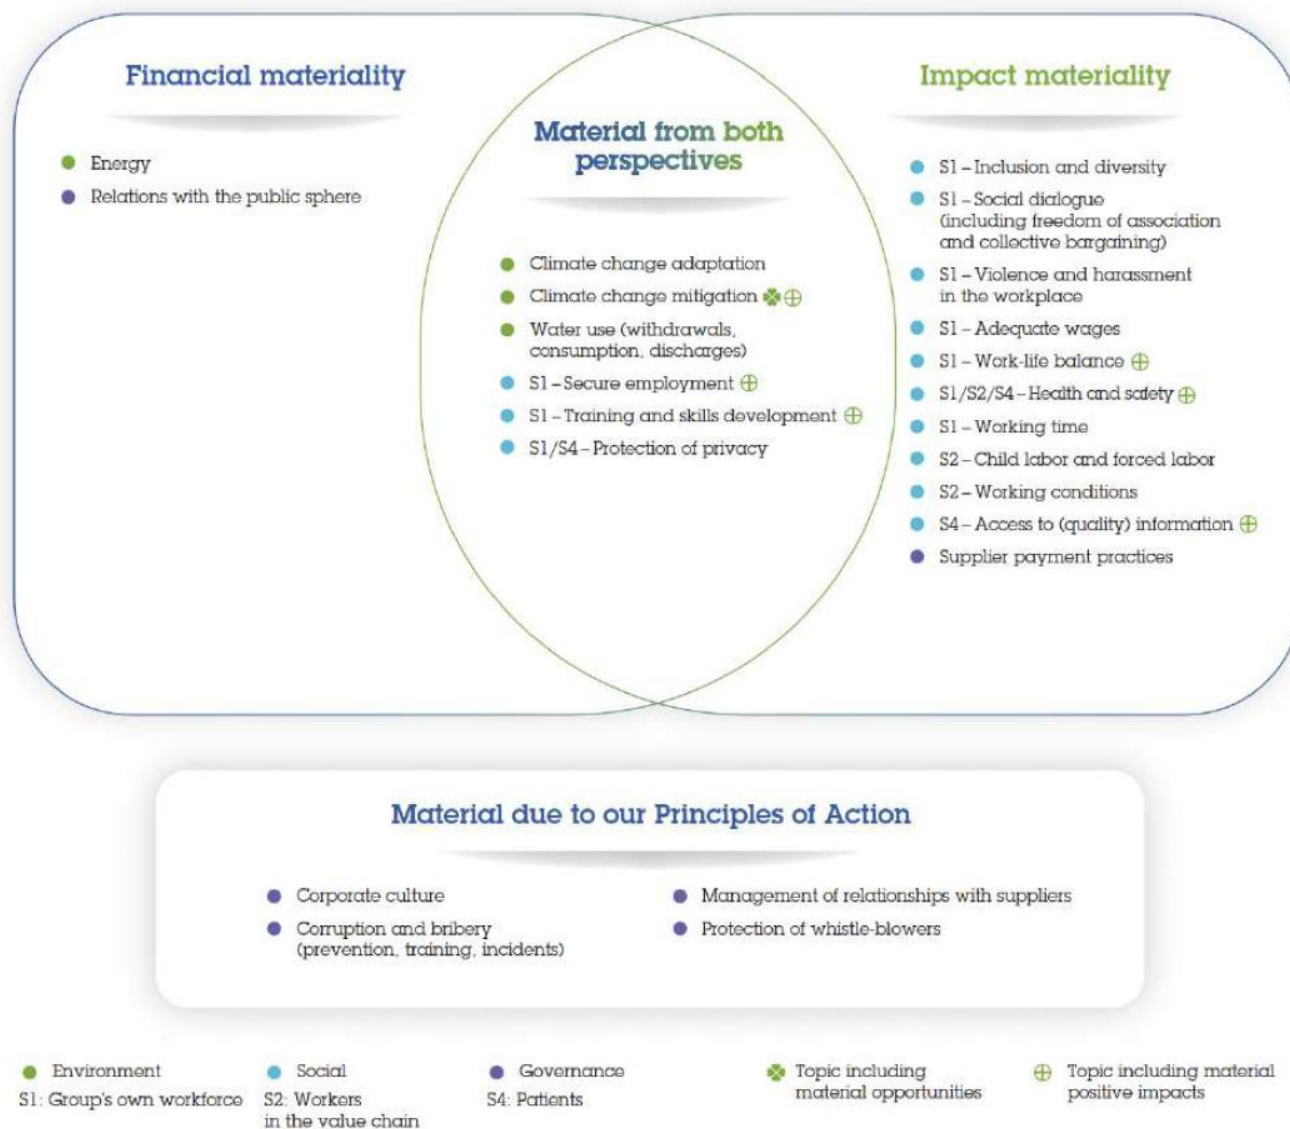 Financial materiality
Energy
Relations with the public sphere
Material from both
perspectives
Climate change adaptation
Climate change mitigation
Water use (withdrawals,
consumption, discharges)
S1 – Secure employment
S1 – Training and skills development
S1/S4 – Protection of privacy
Impact materiality
S1 – Inclusion and diversity
S1 – Social dialogue
(including freedom of association
and collective bargaining)
S1 – Violence and harassment
in the workplace
S1 – Adequate wages
S1 – Work-life balance
S1/S2/S4 – Health and safety
S1 – Working time
S2 – Child labor and forced labor
S2 – Working conditions
S4 – Access to (quality) information
Supplier payment practices
Material due to our Principles of Action
Corporate culture
Corruption and bribery
(prevention, training, incidents)
Management of relationships with suppliers
Protection of whistle-blowers
Environment
S1: Group's own workforce
Social
S2: Workers
in the value chain
Governance
S4: Patients
Topic including
material opportunities
Topic including material
positive impacts